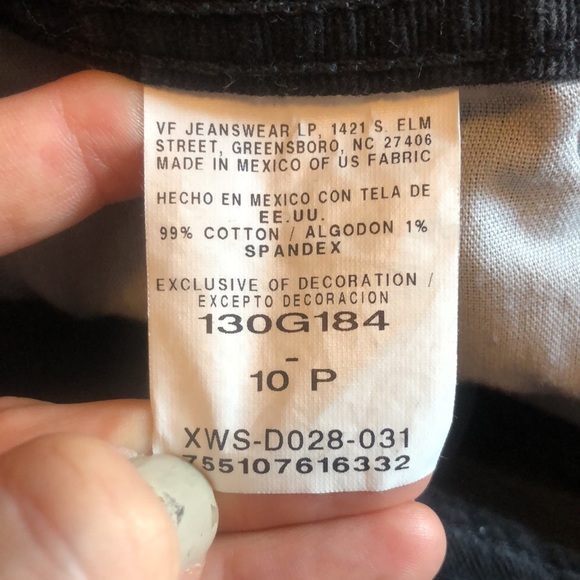 VF JEANSWEAR LP, 1421 S. ELM
STREET, GREENSBORO, NC 27406
MADE IN MEXICO OF US FABRIC
HECHO EN MEXICO CON TELA DE
EE.UU.
99% COTTON / ALGODON 1%
SPANDEX
EXCLUSIVE OF DECORATION /
EXCEPTO DECORACION
130G184
-
10 P
XWS-D028-031
755107616332